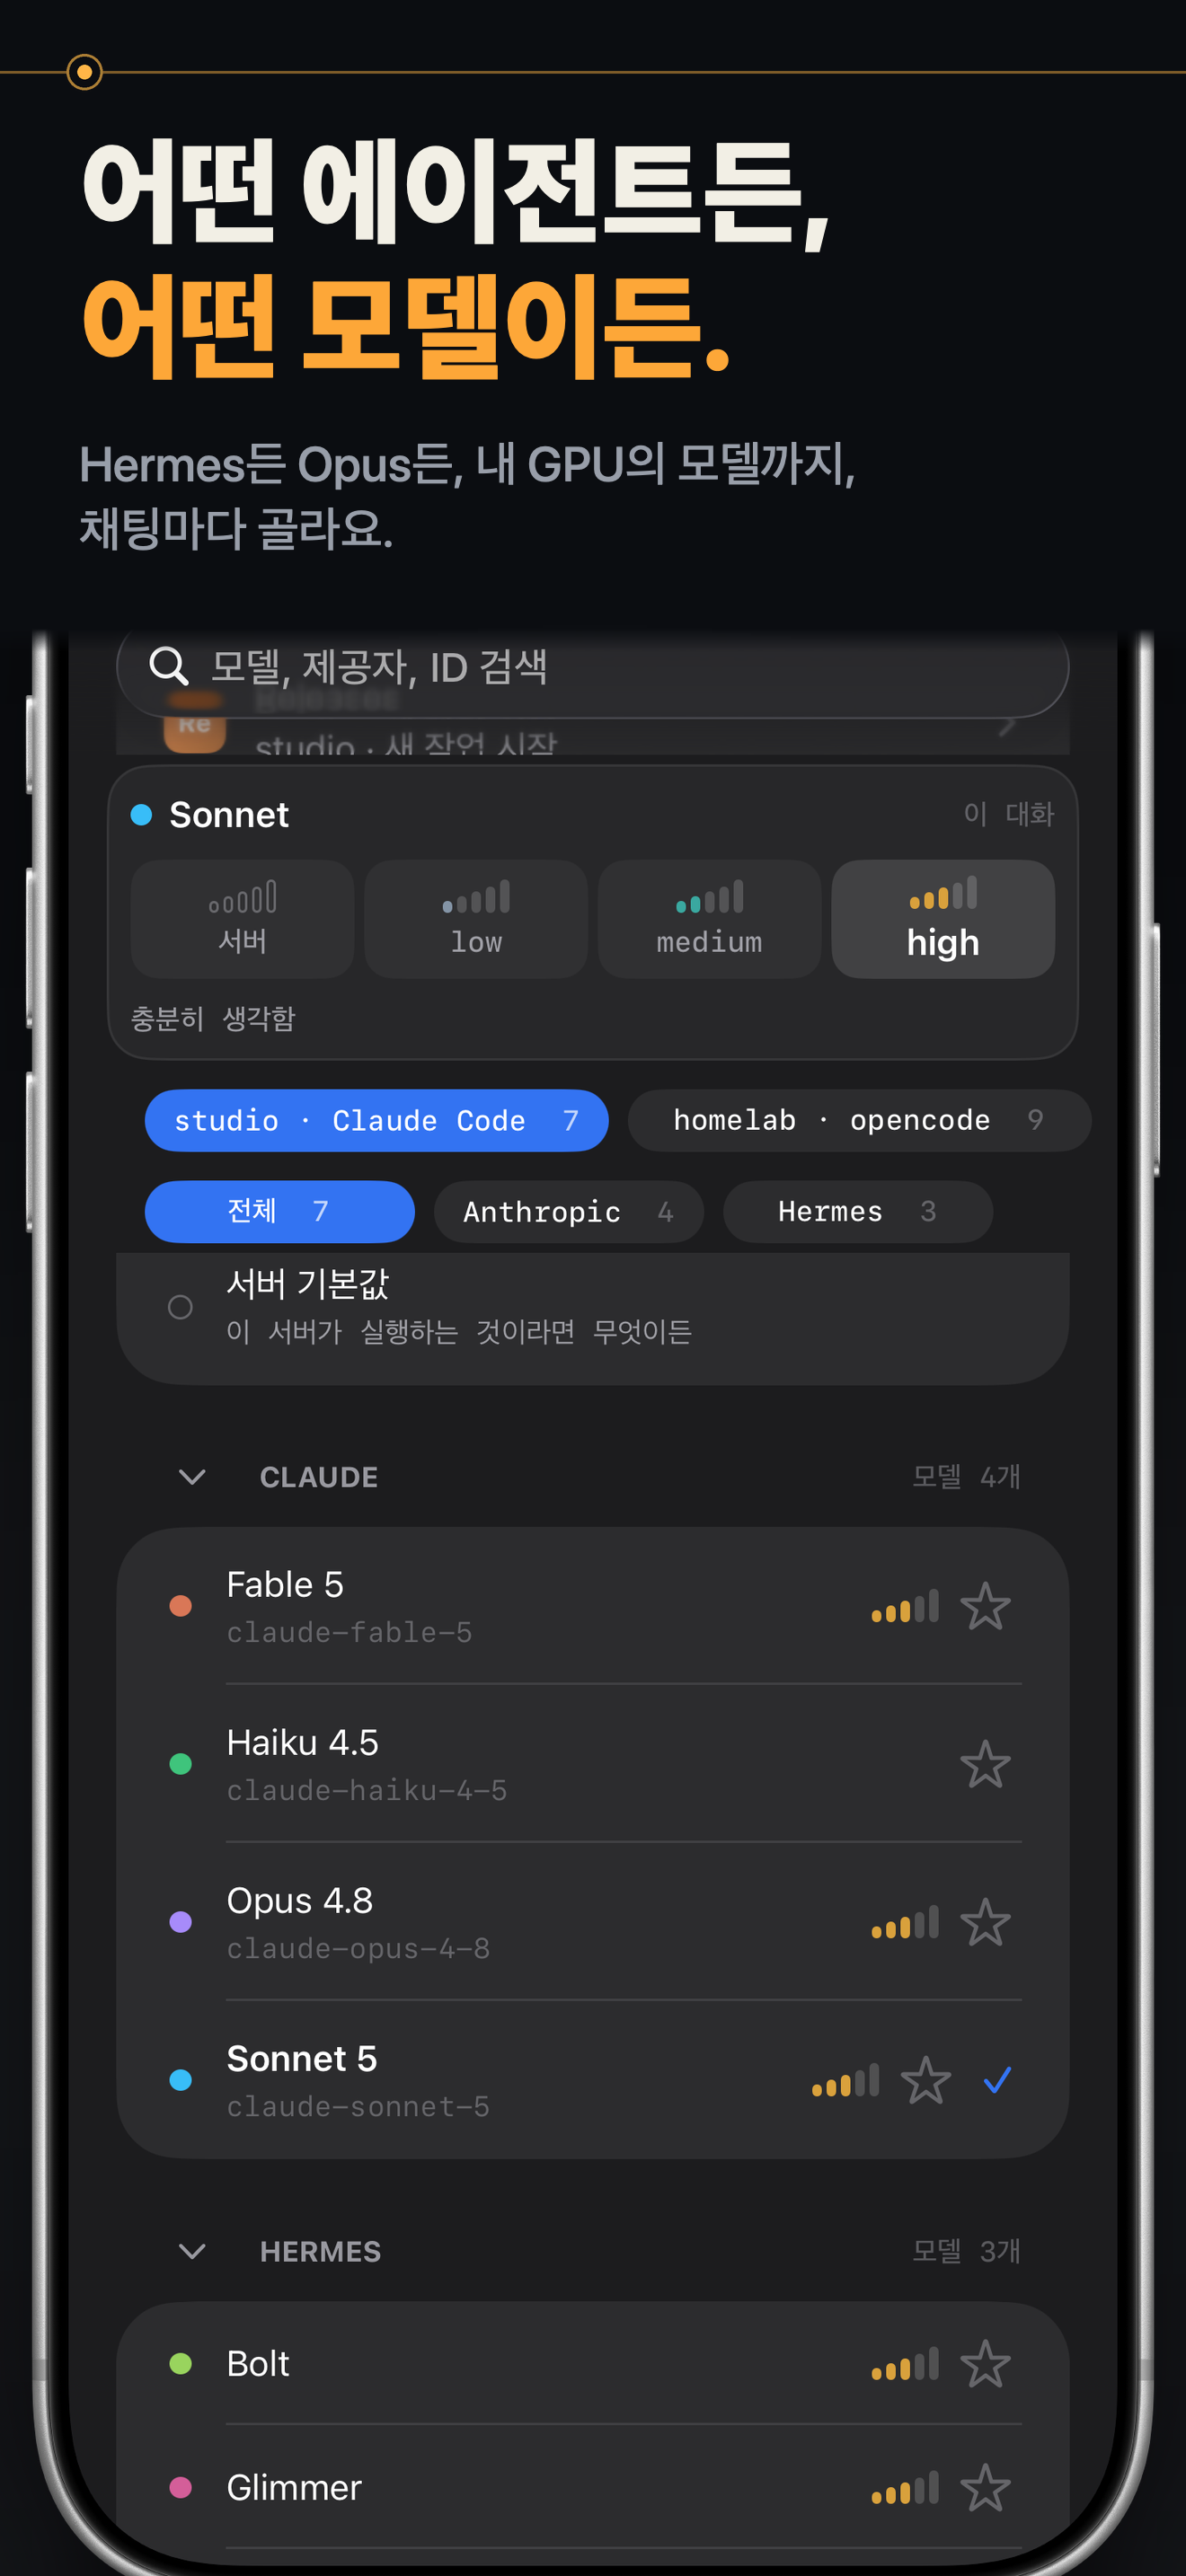 어떤 에이전트든,
어떤 모델이든.
Hermes든 Opus든, 내 GPU의 모델까지,
채팅마다 골라요.
모델, 제공자, ID 검색
Re
studio · 새 작업 시작
Sonnet 이 대화
서버 low medium high
충분히 생각함
studio · Claude Code 7 homelab · opencode 9
전체 7 Anthropic 4 Hermes 3
서버 기본값
이 서버가 실행하는 것이라면 무엇이든
CLAUDE 모델 4개
Fable 5
claude-fable-5
Haiku 4.5
claude-haiku-4-5
Opus 4.8
claude-opus-4-8
Sonnet 5
claude-sonnet-5
HERMES 모델 3개
Bolt
Glimmer